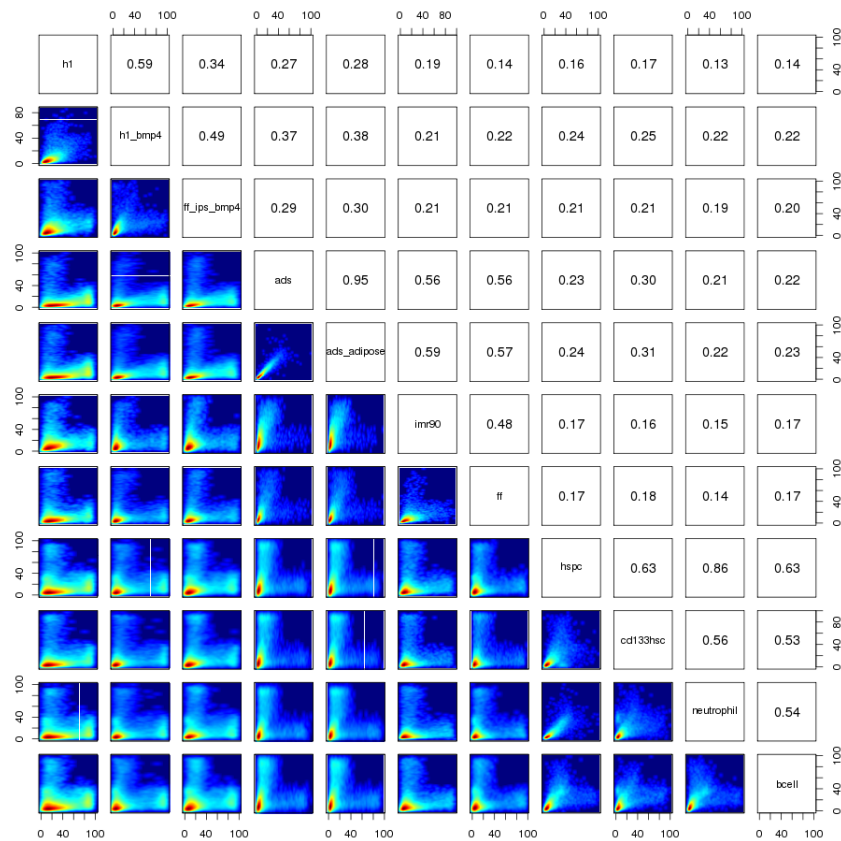 0 40 100 0 40 100 0 40 100 0 40 80 0 40 100
h1 0.59 0.34 0.27 0.28 0.19 0.14 0.16 0.17 0.13 0.14 0 40 100
0 40 80 h1_bmp4 0.49 0.37 0.38 0.21 0.22 0.24 0.25 0.22 0.22
ff_ips_bmp4 0.29 0.30 0.21 0.21 0.21 0.21 0.19 0.20 0 40 100
0 40 100 ads 0.95 0.56 0.56 0.23 0.30 0.21 0.22
ads_adipose 0.59 0.57 0.24 0.31 0.22 0.23 0 40 100
0 40 100 imr90 0.48 0.17 0.16 0.15 0.17
ff 0.17 0.18 0.14 0.17 0 40 100
0 40 100 hspc 0.63 0.86 0.63
cd133hsc 0.56 0.53 0 40 80
0 40 100 neutrophil 0.54
bcell 0 40 100
0 40 100 0 40 100 0 40 100 0 40 100 0 40 100 0 40 100